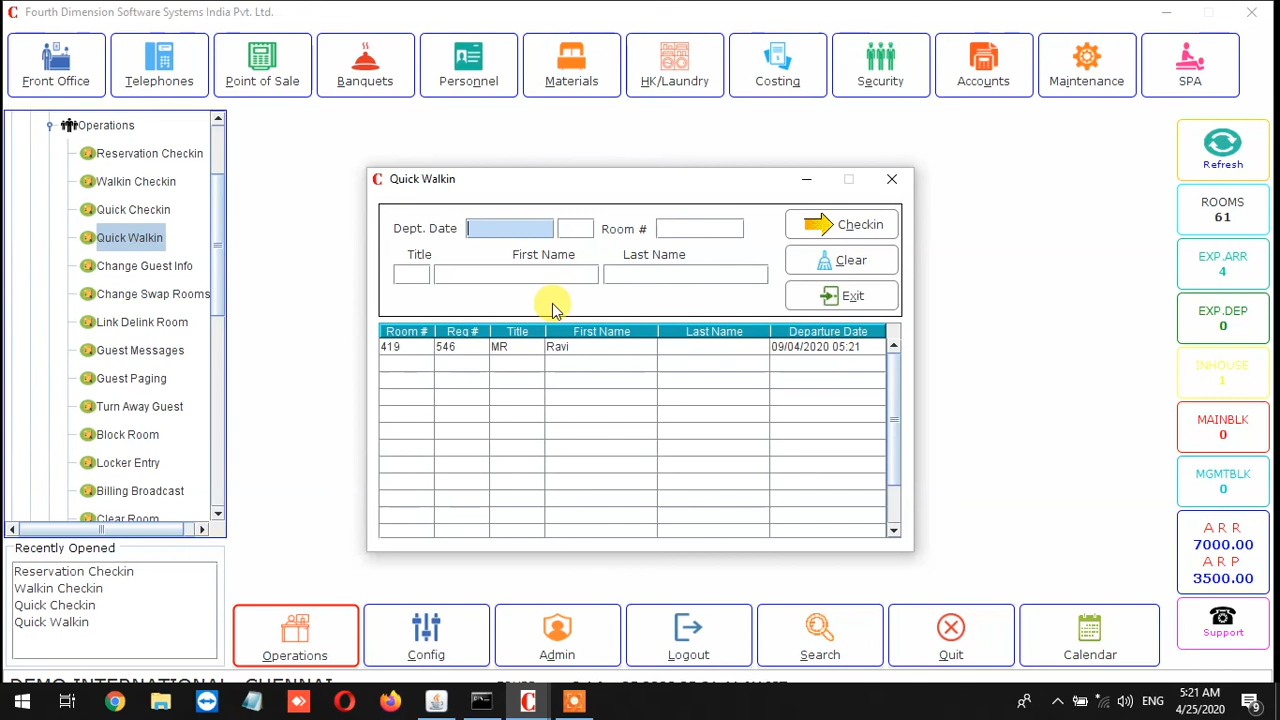 Fourth Dimension Software Systems India Pvt. Ltd.
Front Office
Telephones
Point of Sale
Banquets
Personnel
Materials
HK/Laundry
Costing
Security
Accounts
Maintenance
SPA
Operations
Reservation Checkin
Walkin Checkin
Quick Checkin
Quick Walkin
Change Guest Info
Change Swap Rooms
Link Delink Room
Guest Messages
Guest Paging
Turn Away Guest
Block Room
Locker Entry
Billing Broadcast
Clear Room
Recently Opened
Reservation Checkin
Walkin Checkin
Quick Checkin
Quick Walkin
Quick Walkin
Dept. Date
Room #
Title First Name Last Name
Checkin
Clear
Exit
Room # Reg # Title First Name Last Name Departure Date
419 546 MR Ravi 09/04/2020 05:21
Refresh
ROOMS
61
EXP.ARR
4
EXP.DEP
0
INHOUSE
1
MAINBLK
0
MGMTBLK
0
A R R
7000.00
A R P
3500.00
Support
Operations
Config
Admin
Logout
Search
Quit
Calendar
DEMO INTERNATIONAL, CHENNAI
ENG
5:21 AM
4/25/2020
9